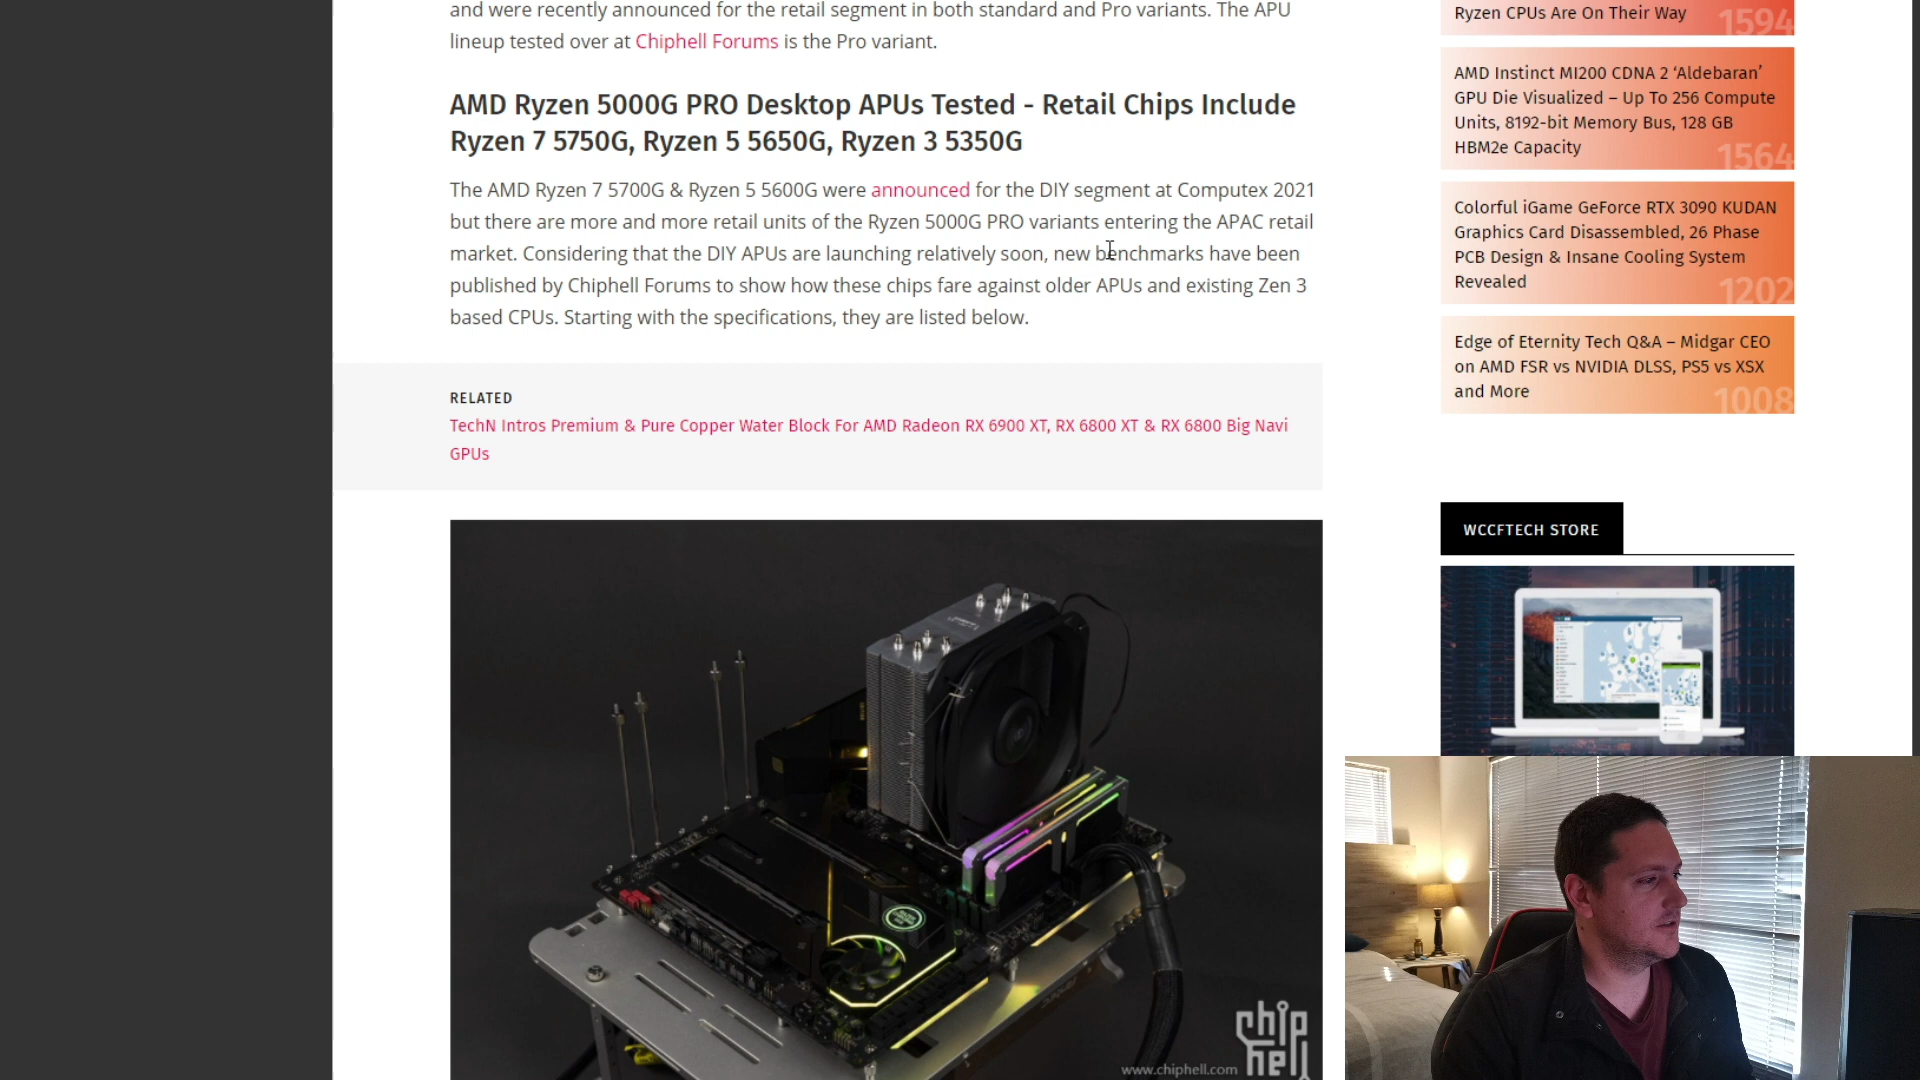 and were recently announced for the retail segment in both standard and Pro variants. The APU
lineup tested over at Chiphell Forums is the Pro variant.
AMD Ryzen 5000G PRO Desktop APUs Tested - Retail Chips Include
Ryzen 7 5750G, Ryzen 5 5650G, Ryzen 3 5350G
The AMD Ryzen 7 5700G & Ryzen 5 5600G were announced for the DIY segment at Computex 2021
but there are more and more retail units of the Ryzen 5000G PRO variants entering the APAC retail
market. Considering that the DIY APUs are launching relatively soon, new benchmarks have been
published by Chiphell Forums to show how these chips fare against older APUs and existing Zen 3
based CPUs. Starting with the specifications, they are listed below.
RELATED
TechN Intros Premium & Pure Copper Water Block For AMD Radeon RX 6900 XT, RX 6800 XT & RX 6800 Big Navi
GPUs
chip
hell
www.chiphell.com
Ryzen CPUs Are On Their Way
1594
AMD Instinct MI200 CDNA 2 ‘Aldebaran’
GPU Die Visualized – Up To 256 Compute
Units, 8192-bit Memory Bus, 128 GB
HBM2e Capacity
1564
Colorful iGame GeForce RTX 3090 KUDAN
Graphics Card Disassembled, 26 Phase
PCB Design & Insane Cooling System
Revealed
1202
Edge of Eternity Tech Q&A – Midgar CEO
on AMD FSR vs NVIDIA DLSS, PS5 vs XSX
and More
1008
WCCFTECH STORE